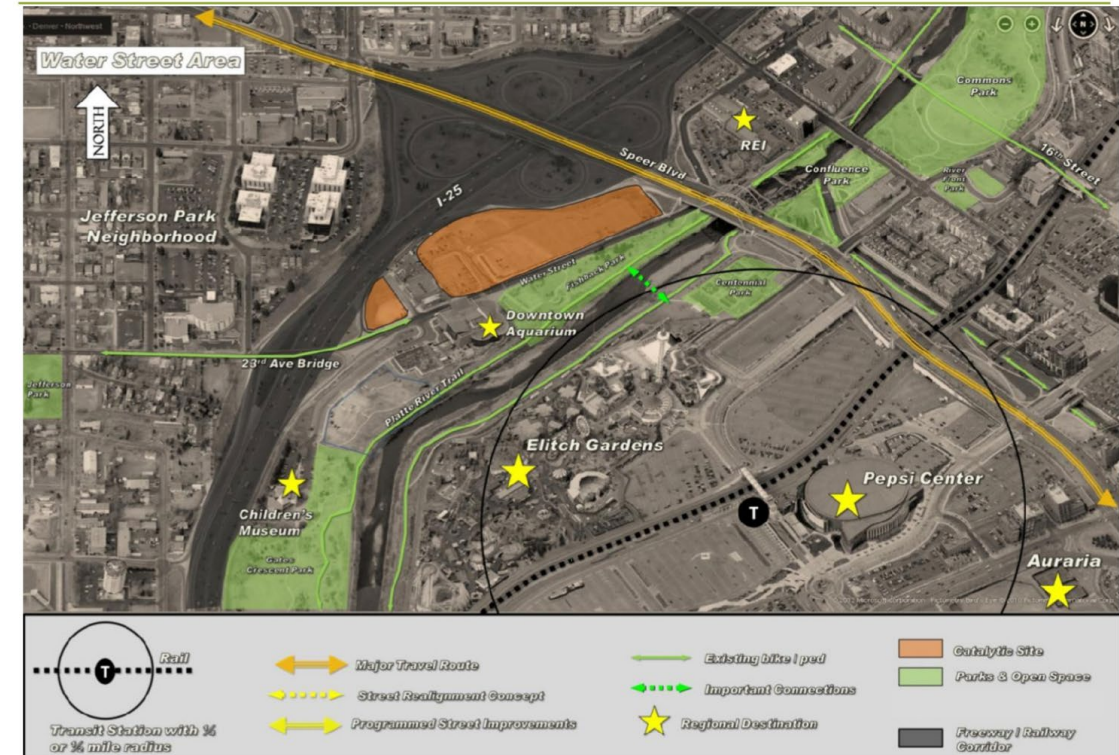 - Denver - Northwest
Water Street Area
NORTH
N
Commons
Park
REI
16th Street
Speer Blvd
Confluence
Park
River
Front
Park
I-25
Jefferson Park
Neighborhood
Water Street
Fishback Park
Centennial
Park
Downtown
Aquarium
23rd Ave Bridge
Jefferson
Park
Platte River Trail
Elitch Gardens
Pepsi Center
T
Children's
Museum
Gates
Crescent Park
Auraria
Rail
T
Transit Station with ½
or ¼ mile radius
Major Travel Route
Street Realignment Concept
Programmed Street Improvements
Existing bike / ped
Important Connections
Regional Destination
Catalytic Site
Parks & Open Space
Freeway / Railway
Corridor